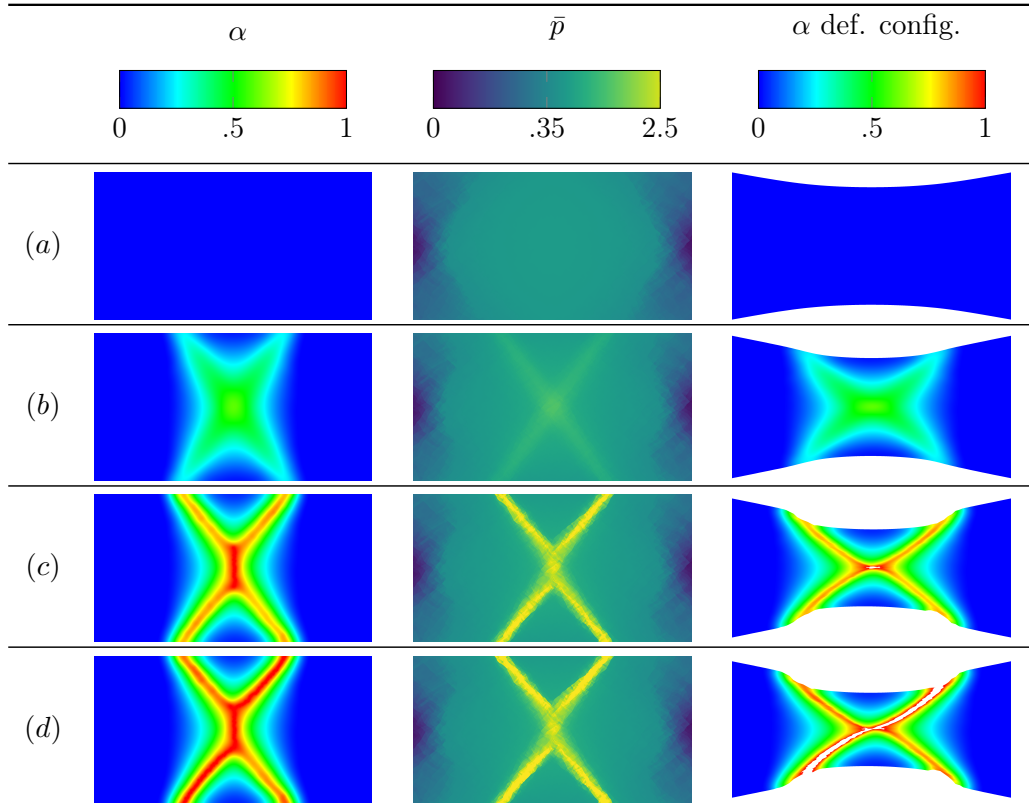 α p̄ α def. config.
0 .5 1 0 .35 2.5 0 .5 1
(a)
(b)
(c)
(d)